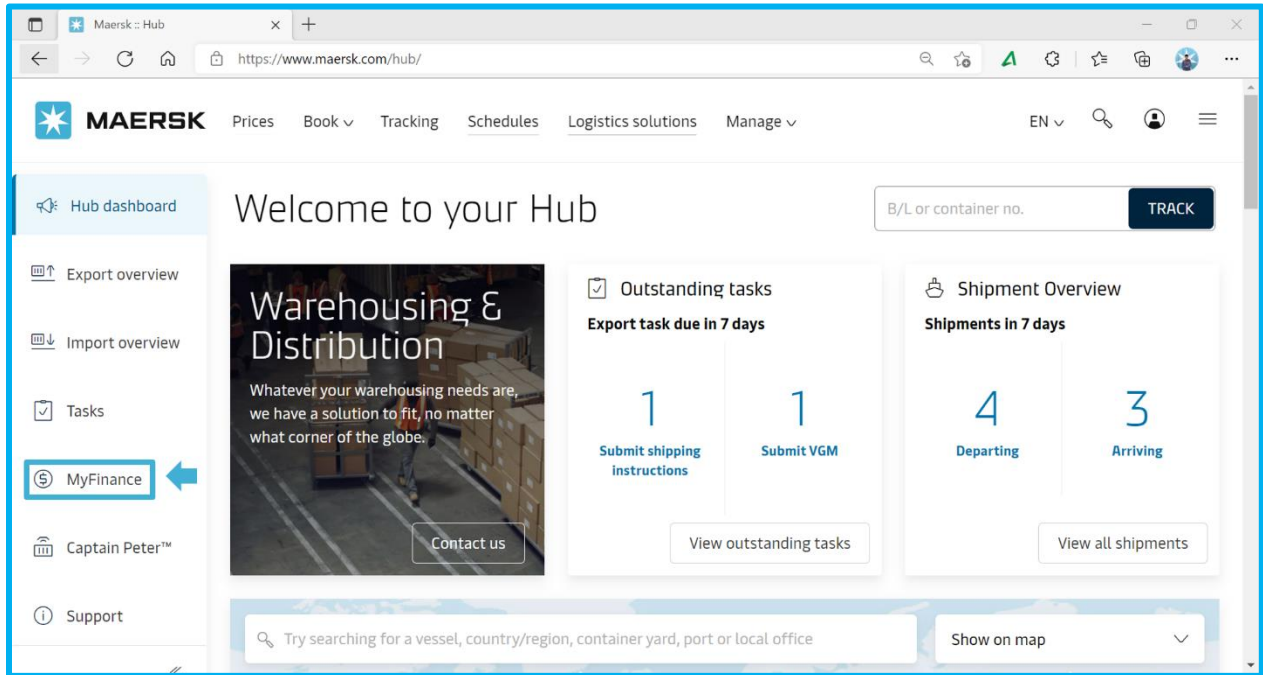 Maersk :: Hub
https://www.maersk.com/hub/
MAERSK
Prices Book Tracking Schedules Logistics solutions Manage EN
Hub dashboard
Export overview
Import overview
Tasks
MyFinance
Captain Peter™
Support
Welcome to your Hub
B/L or container no. TRACK
Warehousing &
Distribution
Whatever your warehousing needs are,
we have a solution to fit, no matter
what corner of the globe.
Contact us
Outstanding tasks
Export task due in 7 days
1 1
Submit shipping
instructions
Submit VGM
View outstanding tasks
Shipment Overview
Shipments in 7 days
4 3
Departing Arriving
View all shipments
Try searching for a vessel, country/region, container yard, port or local office
Show on map